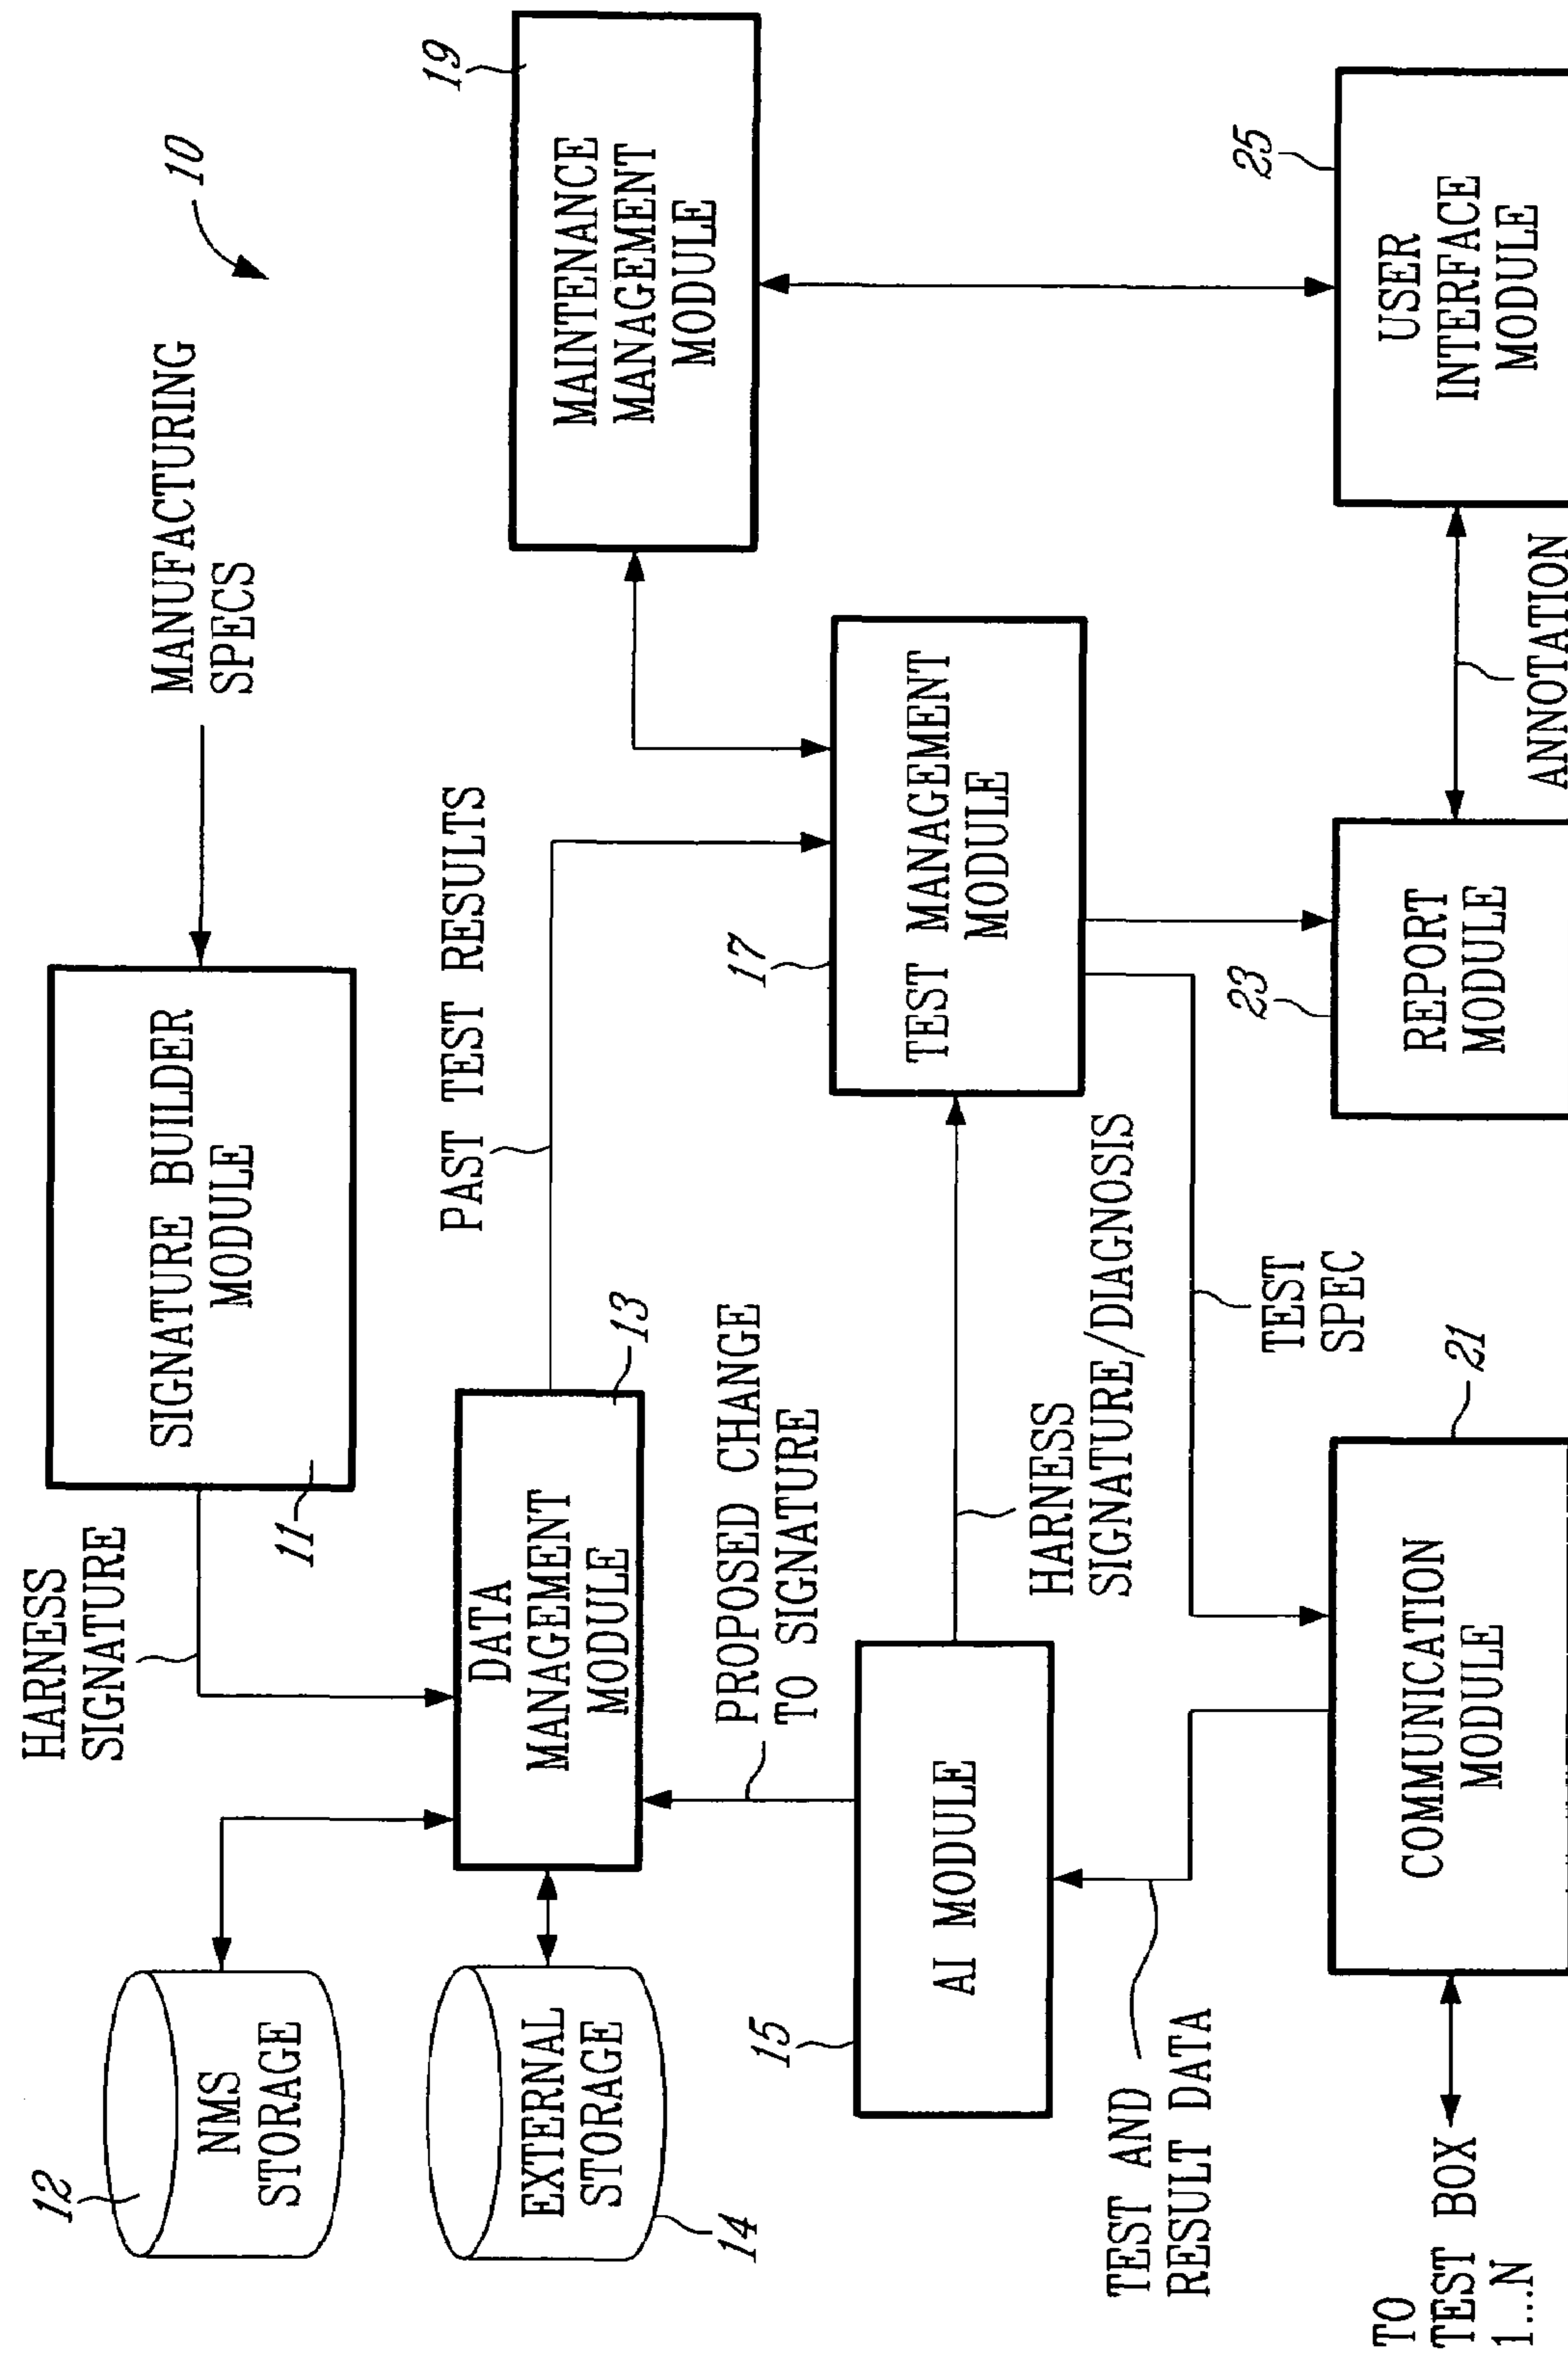 10
MANUFACTURING
SPECS
SIGNATURE BUILDER
MODULE
11
HARNESS
SIGNATURE
12
NMS
STORAGE
EXTERNAL
STORAGE
14
DATA
MANAGEMENT
MODULE
13
PAST TEST RESULTS
19
MAINTENANCE
MANAGEMENT
MODULE
PROPOSED CHANGE
TO SIGNATURE
15
AI MODULE
17
TEST MANAGEMENT
MODULE
HARNESS
SIGNATURE/DIAGNOSIS
TEST
SPEC
TEST AND
RESULT DATA
TO
TEST BOX
1...N
21
COMMUNICATION
MODULE
23
REPORT
MODULE
ANNOTATION
25
USER
INTERFACE
MODULE